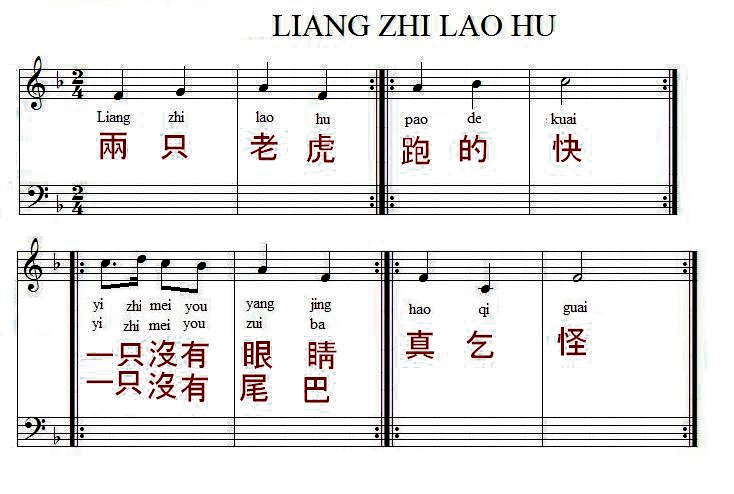 LIANG ZHI LAO HU
2 4
Liang zhi lao hu pao de kuai
兩 只 老 虎 跑 的 快
2 4
yi zhi mei you yang jing hao qi guai
yi zhi mei you zui ba
一只沒有 眼 睛 真 乞 怪
一只沒有 尾 巴